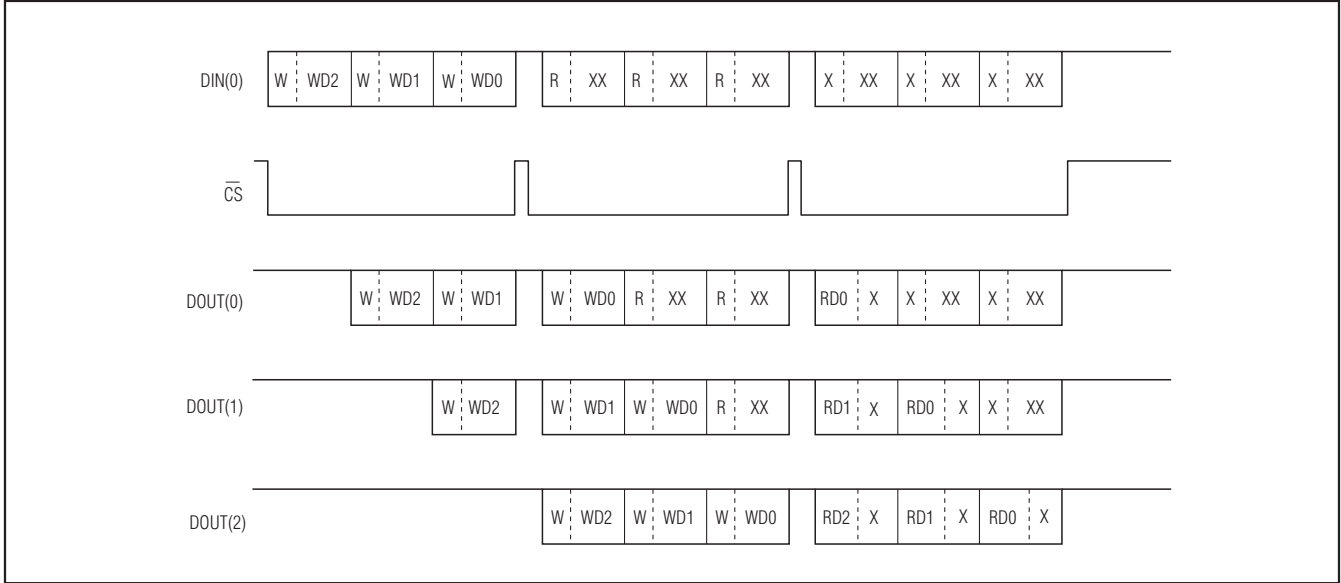 DIN(0) W WD2 W WD1 W WD0 R XX R XX R XX X XX X XX X XX
CS
DOUT(0) W WD2 W WD1 W WD0 R XX R XX RD0 X X XX X XX
DOUT(1) W WD2 W WD1 W WD0 R XX RD1 X RD0 X X XX
DOUT(2) W WD2 W WD1 W WD0 RD2 X RD1 X RD0 X